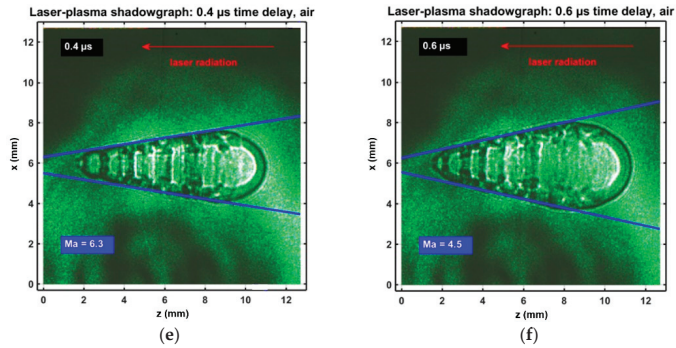 Laser-plasma shadowgraph: 0.4 µs time delay, air
0.4 µs
laser radiation
Ma = 6.3
x (mm)
12
10
8
6
4
2
0
0 2 4 6 8 10 12
z (mm)
(e)
Laser-plasma shadowgraph: 0.6 µs time delay, air
0.6 µs
laser radiation
Ma = 4.5
x (mm)
12
10
8
6
4
2
0
0 2 4 6 8 10 12
z (mm)
(f)